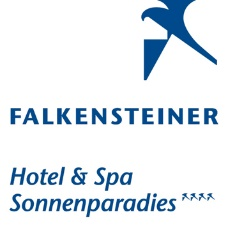 FALKENSTEINER
Hotel & Spa
Sonnenparadies